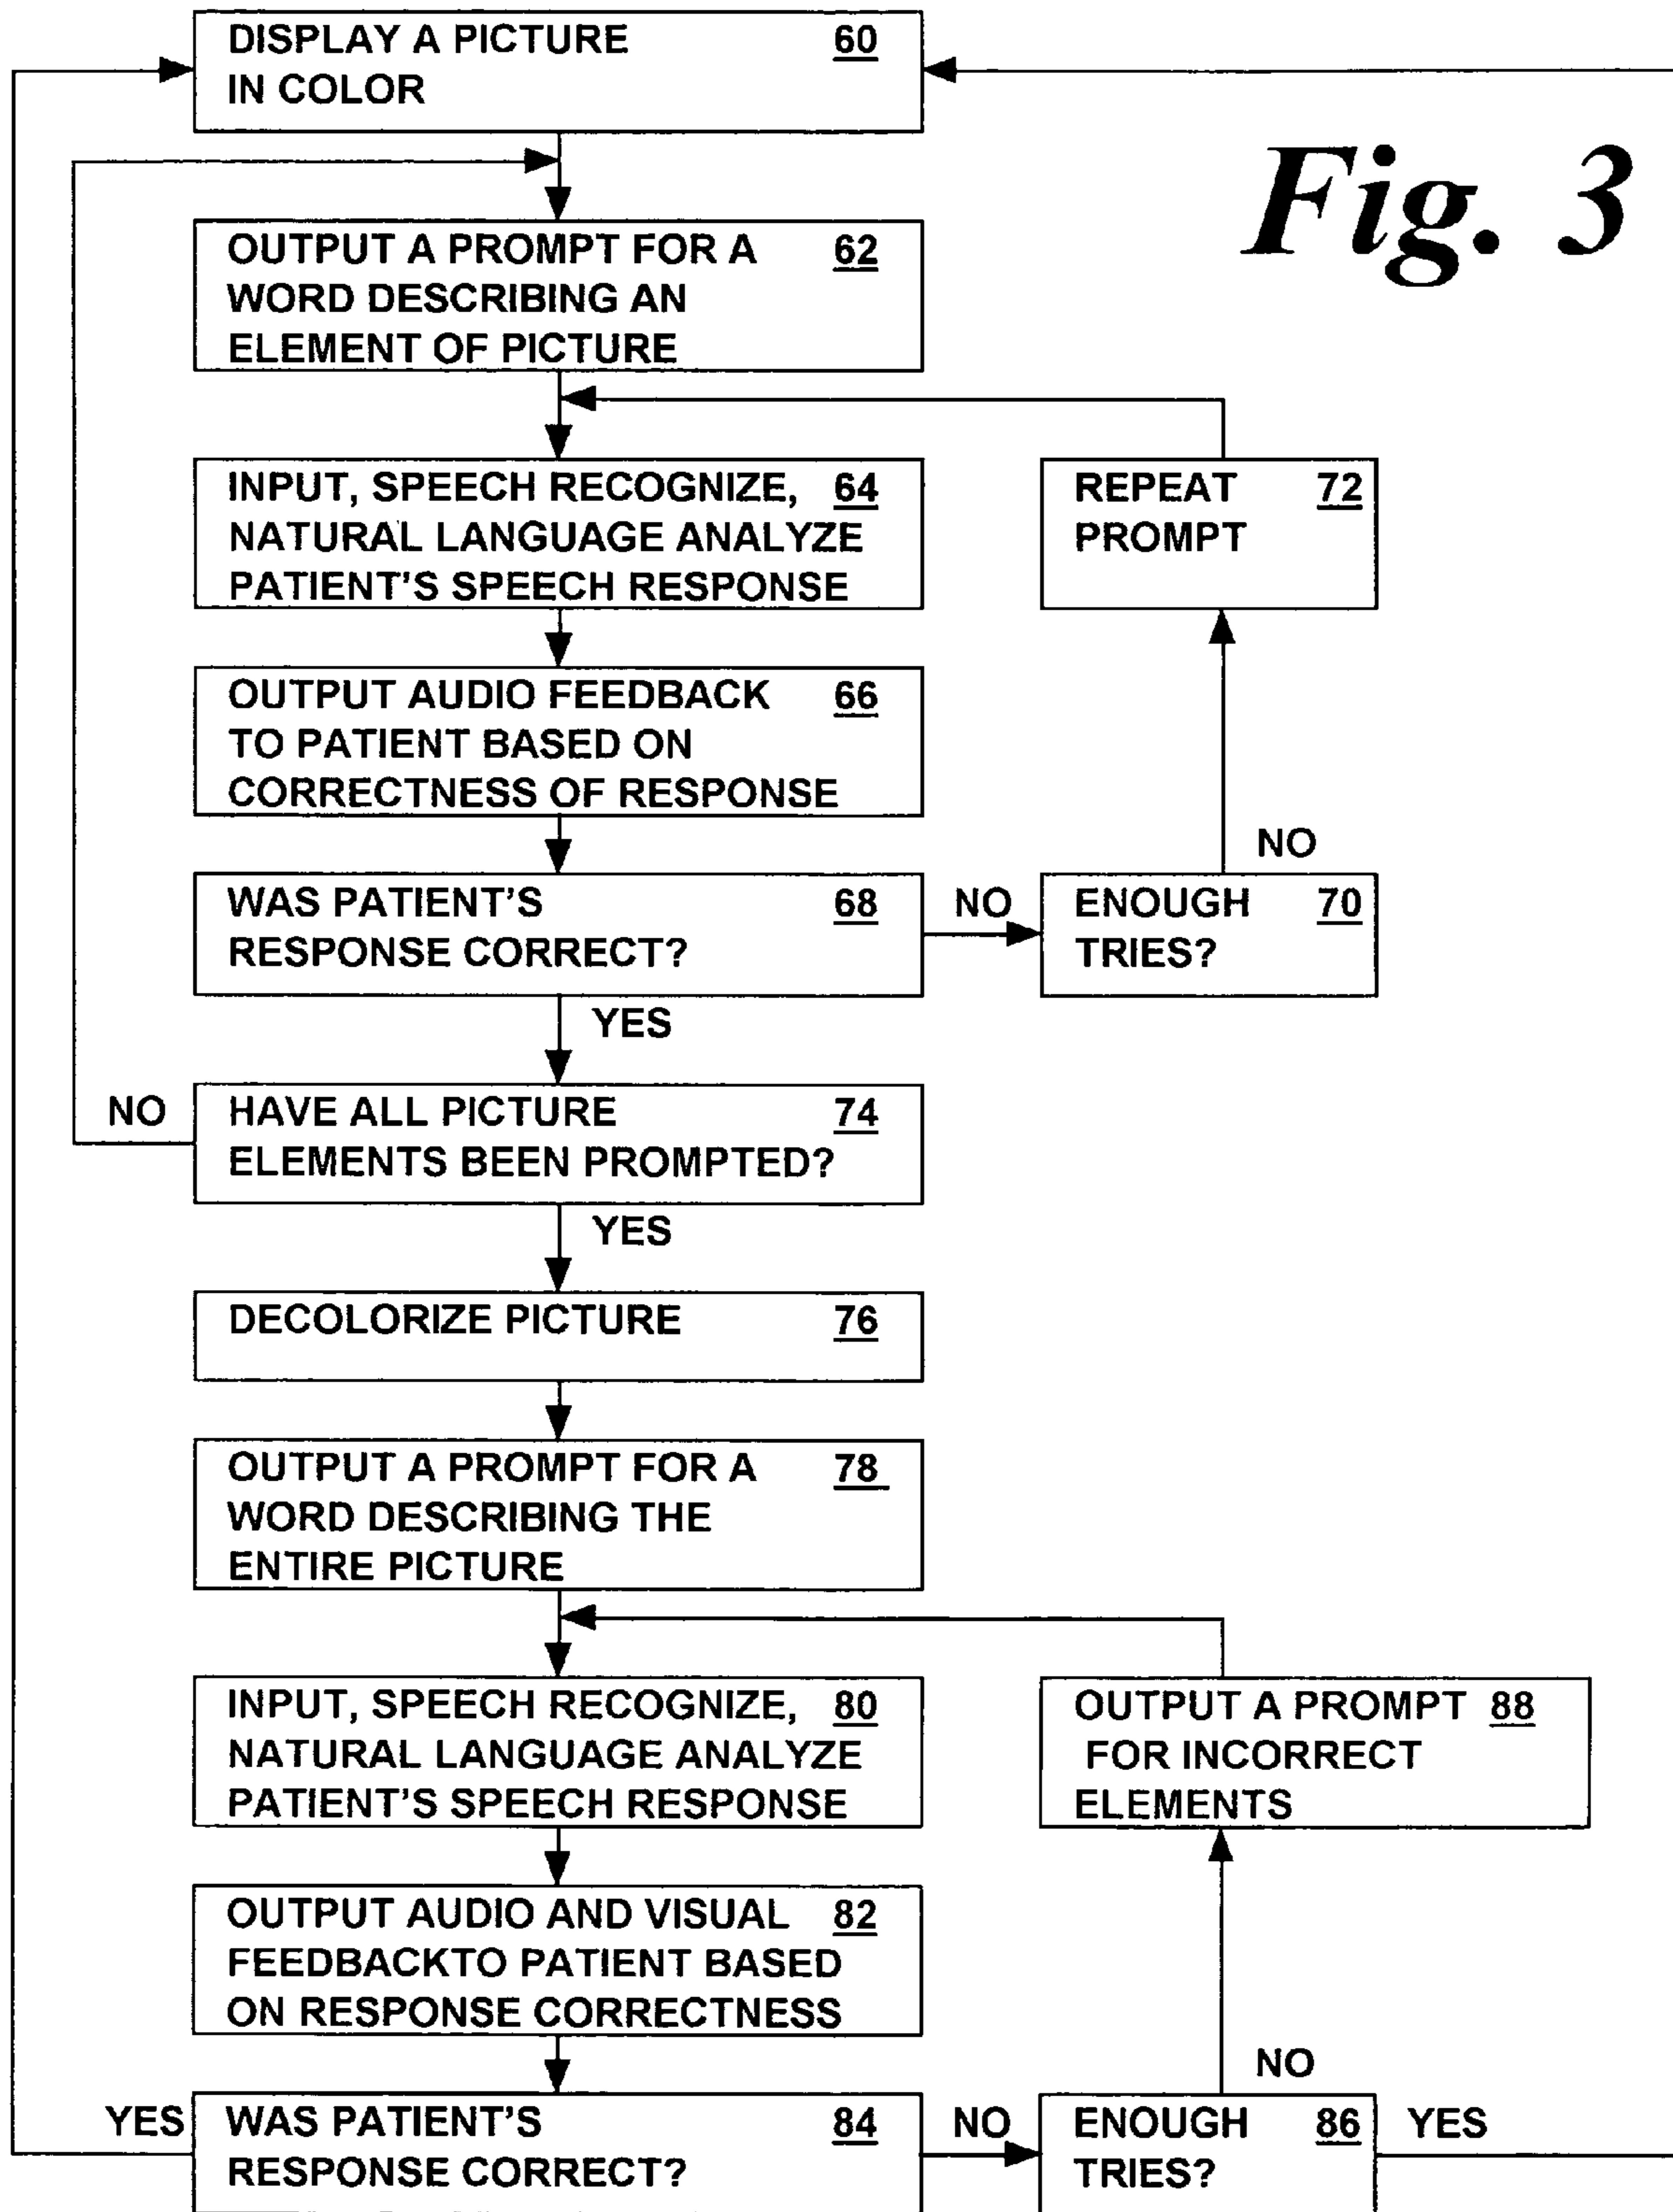 DISPLAY A PICTURE 60
IN COLOR
Fig. 3
OUTPUT A PROMPT FOR A 62
WORD DESCRIBING AN
ELEMENT OF PICTURE
INPUT, SPEECH RECOGNIZE, 64
NATURAL LANGUAGE ANALYZE
PATIENT'S SPEECH RESPONSE
REPEAT 72
PROMPT
OUTPUT AUDIO FEEDBACK 66
TO PATIENT BASED ON
CORRECTNESS OF RESPONSE
NO
WAS PATIENT'S 68
RESPONSE CORRECT?
NO
ENOUGH 70
TRIES?
YES
NO
HAVE ALL PICTURE 74
ELEMENTS BEEN PROMPTED?
YES
DECOLORIZE PICTURE 76
OUTPUT A PROMPT FOR A 78
WORD DESCRIBING THE
ENTIRE PICTURE
INPUT, SPEECH RECOGNIZE, 80
NATURAL LANGUAGE ANALYZE
PATIENT'S SPEECH RESPONSE
OUTPUT A PROMPT 88
FOR INCORRECT
ELEMENTS
OUTPUT AUDIO AND VISUAL 82
FEEDBACKTO PATIENT BASED
ON RESPONSE CORRECTNESS
NO
YES
WAS PATIENT'S 84
RESPONSE CORRECT?
NO
ENOUGH 86
TRIES?
YES